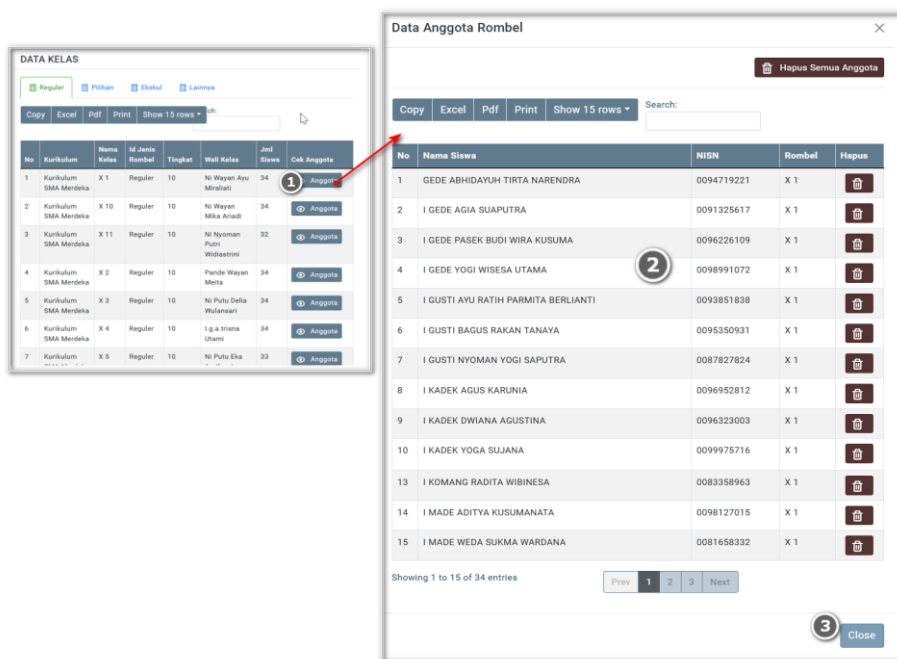 DATA KELAS
Reguler Pilihan Ekskul Lainnya
Copy Excel Pdf Print Show 15 rows
No Kurikulum Nama Kelas Id Jenis Rombel Tingkat Wali Kelas Jml Siswa Cek Anggota
1 Kurikulum SMA Merdeka X 1 Reguler 10 Ni Wayan Ayu Miraliati 34 Anggota
1
2 Kurikulum SMA Merdeka X 10 Reguler 10 Ni Wayan Mika Ariadi 34 Anggota
3 Kurikulum SMA Merdeka X 11 Reguler 10 Ni Nyoman Putri Widiastrini 32 Anggota
4 Kurikulum SMA Merdeka X 2 Reguler 10 Pande Wayan Meita 34 Anggota
5 Kurikulum SMA Merdeka X 3 Reguler 10 Ni Putu Delia Wulansari 34 Anggota
6 Kurikulum SMA Merdeka X 4 Reguler 10 I.g.a.trisna Utami 34 Anggota
7 Kurikulum X 5 Reguler 10 Ni Putu Eka 33 Anggota
Data Anggota Rombel
Hapus Semua Anggota
Copy Excel Pdf Print Show 15 rows Search:
No Nama Siswa NISN Rombel Hapus
1 GEDE ABHIDAYUH TIRTA NARENDRA 0094719221 X 1
2 I GEDE AGIA SUAPUTRA 0091325617 X 1
3 I GEDE PASEK BUDI WIRA KUSUMA 0096226109 X 1
2
4 I GEDE YOGI WISESA UTAMA 0098991072 X 1
5 I GUSTI AYU RATIH PARMITA BERLIANTI 0093851838 X 1
6 I GUSTI BAGUS RAKAN TANAYA 0095350931 X 1
7 I GUSTI NYOMAN YOGI SAPUTRA 0087827824 X 1
8 I KADEK AGUS KARUNIA 0096952812 X 1
9 I KADEK DWIANA AGUSTINA 0096323003 X 1
10 I KADEK YOGA SUJANA 0099975716 X 1
13 I KOMANG RADITA WIBINESA 0083358963 X 1
14 I MADE ADITYA KUSUMANATA 0098127015 X 1
15 I MADE WEDA SUKMA WARDANA 0081658332 X 1
Showing 1 to 15 of 34 entries Prev 1 2 3 Next
3
Close